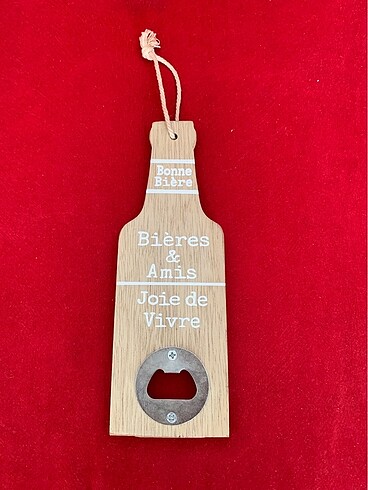 Bonne
Bière
Bières
&
Amis
Joie de
Vivre